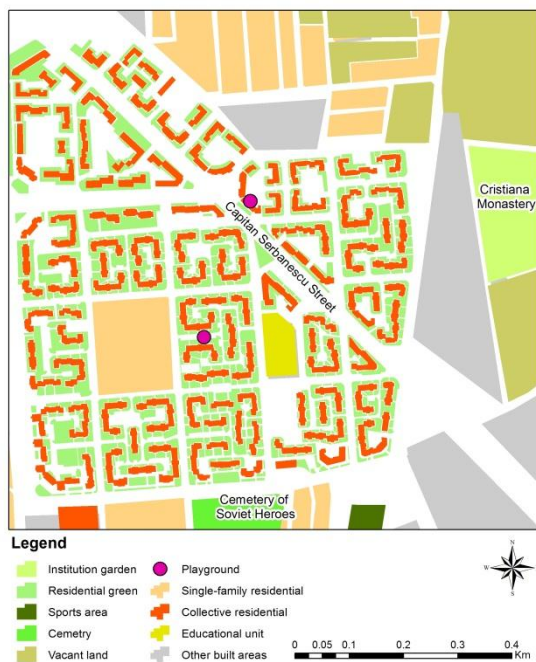 Cristiana
Monastery
Capitan Serbanescu Street
Cemetery of
Soviet Heroes
Legend
Institution garden
Residential green
Sports area
Cemetry
Vacant land
Playground
Single-family residential
Collective residential
Educational unit
Other built areas
N
W E
S
0 0.05 0.1 0.2 0.3 0.4
Km